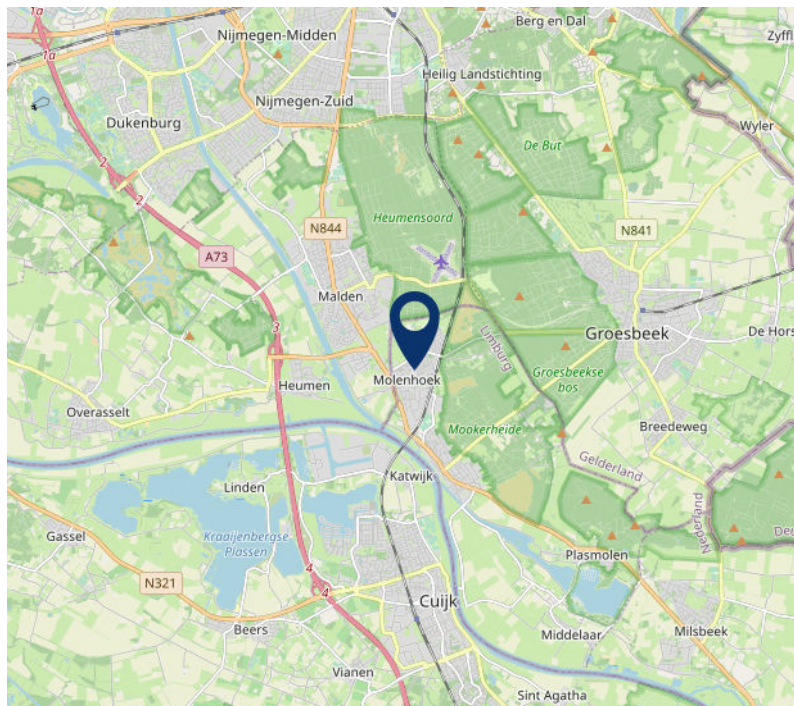 1a
1a
Nijmegen-Midden
Berg en Dal
Zyffl
Heilig Landstichting
Nijmegen-Zuid
Dukenburg
De But
Wyler
2
2
Heumensoord
N844
N841
A73
Malden
3
Limburg
Groesbeek
De Hors
Molenhoek
Groesbeekse
bos
Heumen
Overasselt
Mookerheide
Breedeweg
Gelderland
Katwijk
Linden
Nederland
Gassel
Kraaijenbergse
Plassen
Deu
Plasmolen
4
4
N321
Cuijk
Beers
Middelaar
Milsbeek
Vianen
Sint Agatha